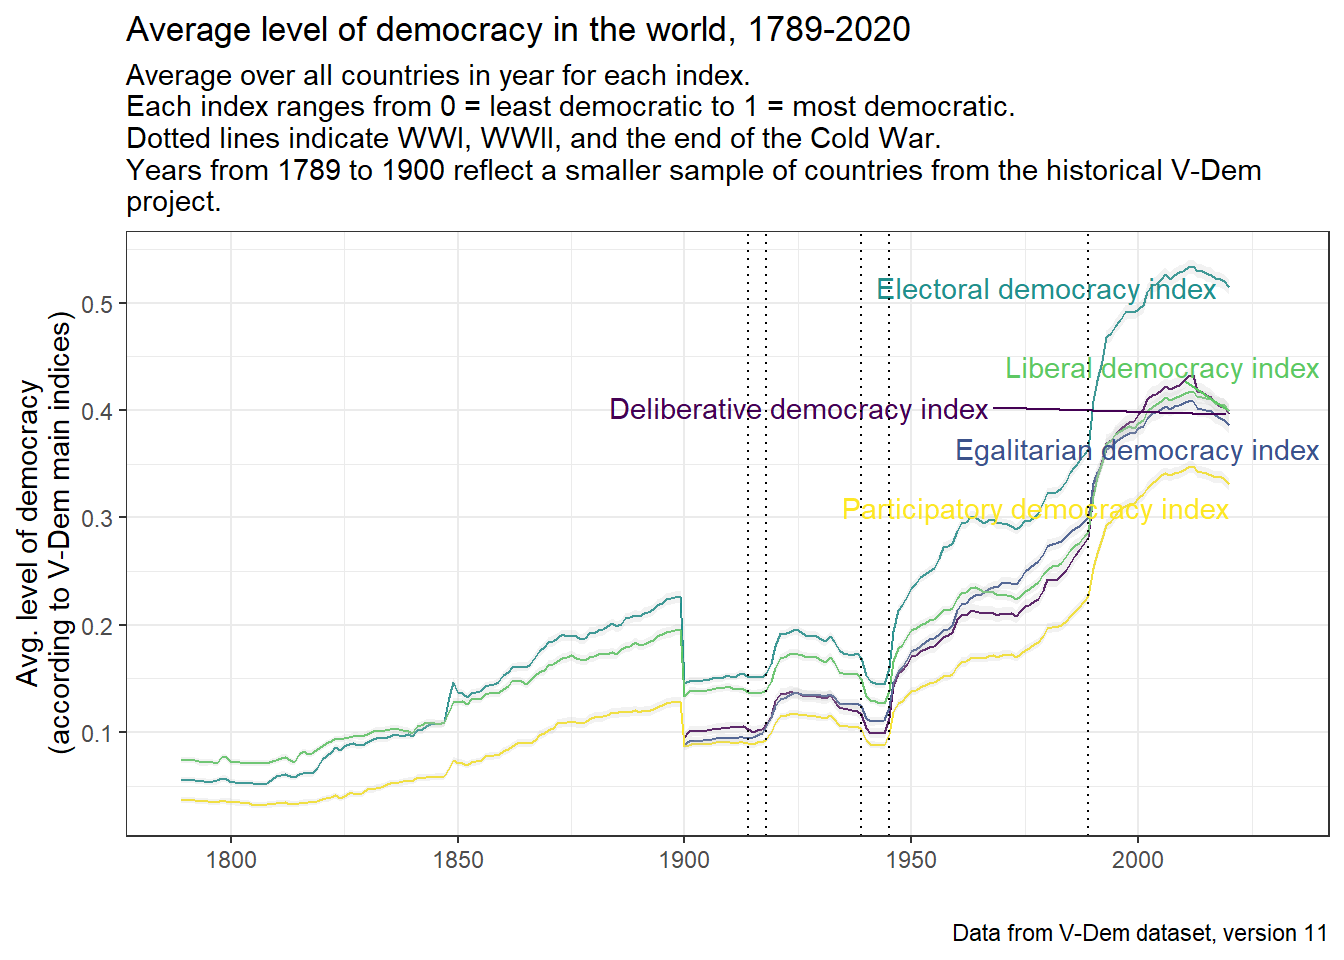 Average level of democracy in the world, 1789-2020
Average over all countries in year for each index.
Each index ranges from 0 = least democratic to 1 = most democratic.
Dotted lines indicate WWI, WWII, and the end of the Cold War.
Years from 1789 to 1900 reflect a smaller sample of countries from the historical V-Dem
project.
Avg. level of democracy
(according to V-Dem main indices)
0.5
0.4
0.3
0.2
0.1
Electoral democracy index
Liberal democracy index
Deliberative democracy index
Egalitarian democracy index
Participatory democracy index
1800
1850
1900
1950
2000
Data from V-Dem dataset, version 11